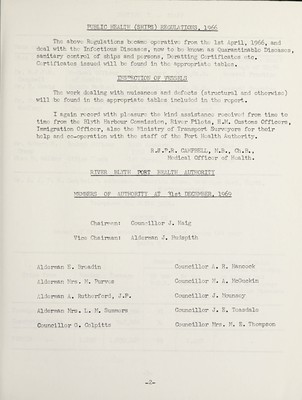 PUBLIC HEALTH (SHIPS) REGULATIONS, 1966
The above Regulations became operative from the 1st April, 1966, and
deal with the Infectious Diseases, now to be known as Quarantinable Diseases,
sanitary control of ships and persons, Deratting Certificates etc.
Certificates issued will be found in the appropriate tables.
INSPECTION OF VESSELS
The work dealing with nuisances and defects (structural and otherwise)
will be found in the appropriate tables included in the report.
I again record with pleasure the kind assistance received from time to
time from the Blyth Harbour Commission, River Pilots, H.M. Customs Officers,
Immigration Officer, also the Ministry of Transport Surveyors for their
help and co-operation with the staff of the Port Health Authority.
CAMPBELL, M.B., Ch.B.,
Medical Officer of Health.
RIVER BLYTH PORT HEALTH AUTHORITY
MEMBERS OF AUTHORITY AT 31st DECEMBER, 1969
Chairman: Councillor J. Haig
Vice Chairman: Alderman J. Hudspith
Alderman E. Broadin
Councillor A. R. Hancock
Alderman Mrs. M. Purvus
Councillor M. A. McGuckin
Alderman A. Rutherford, J.P.
Councillor J. Mounsey
Alderman Mrs. L. M. Summers
Councillor J. E. Teasdale
Councillor O. Colpitts
Councillor Mrs. M. E. Thompson
-2-